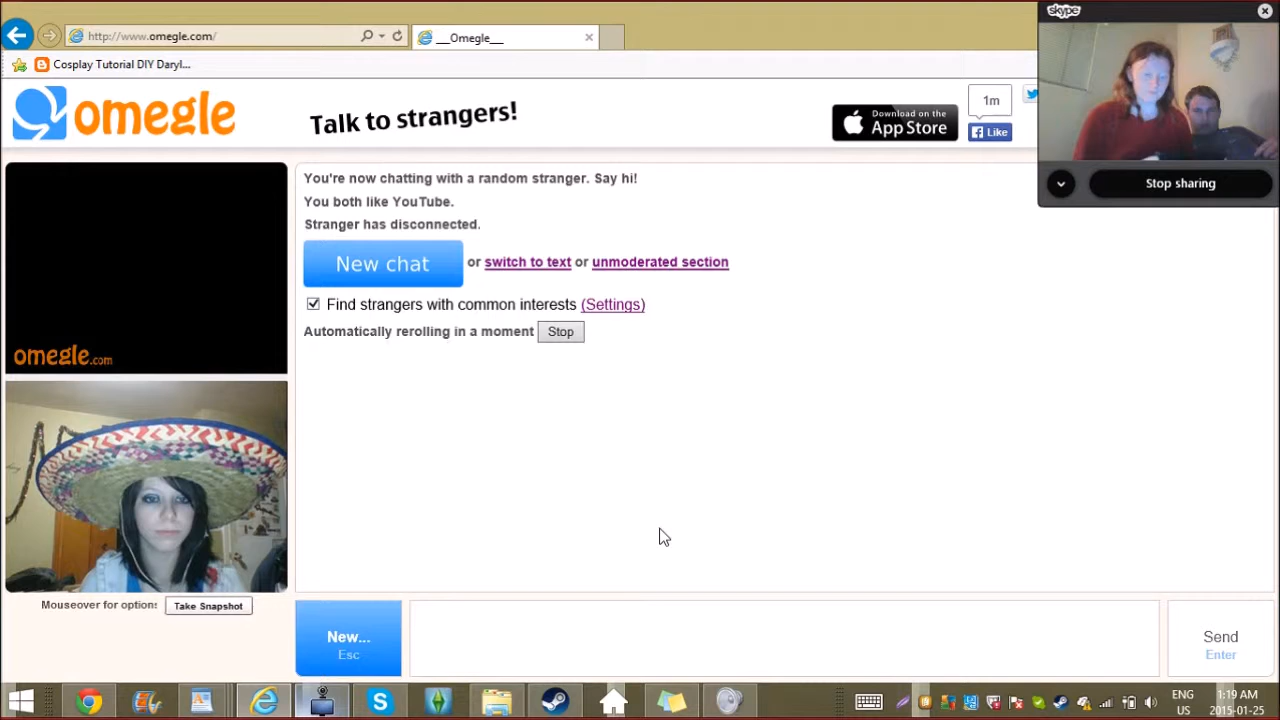 skype
http://www.omegle.com/
__Omegle__
Cosplay Tutorial DIY Daryl...
omegle
Talk to strangers!
Download on the
App Store
1m
Like
Stop sharing
You're now chatting with a random stranger. Say hi!
You both like YouTube.
Stranger has disconnected.
New chat or switch to text or unmoderated section
Find strangers with common interests (Settings)
Automatically rerolling in a moment Stop
omegle.com
Mouseover for options Take Snapshot
New...
Esc
Send
Enter
ENG
US
1:19 AM
2015-01-25